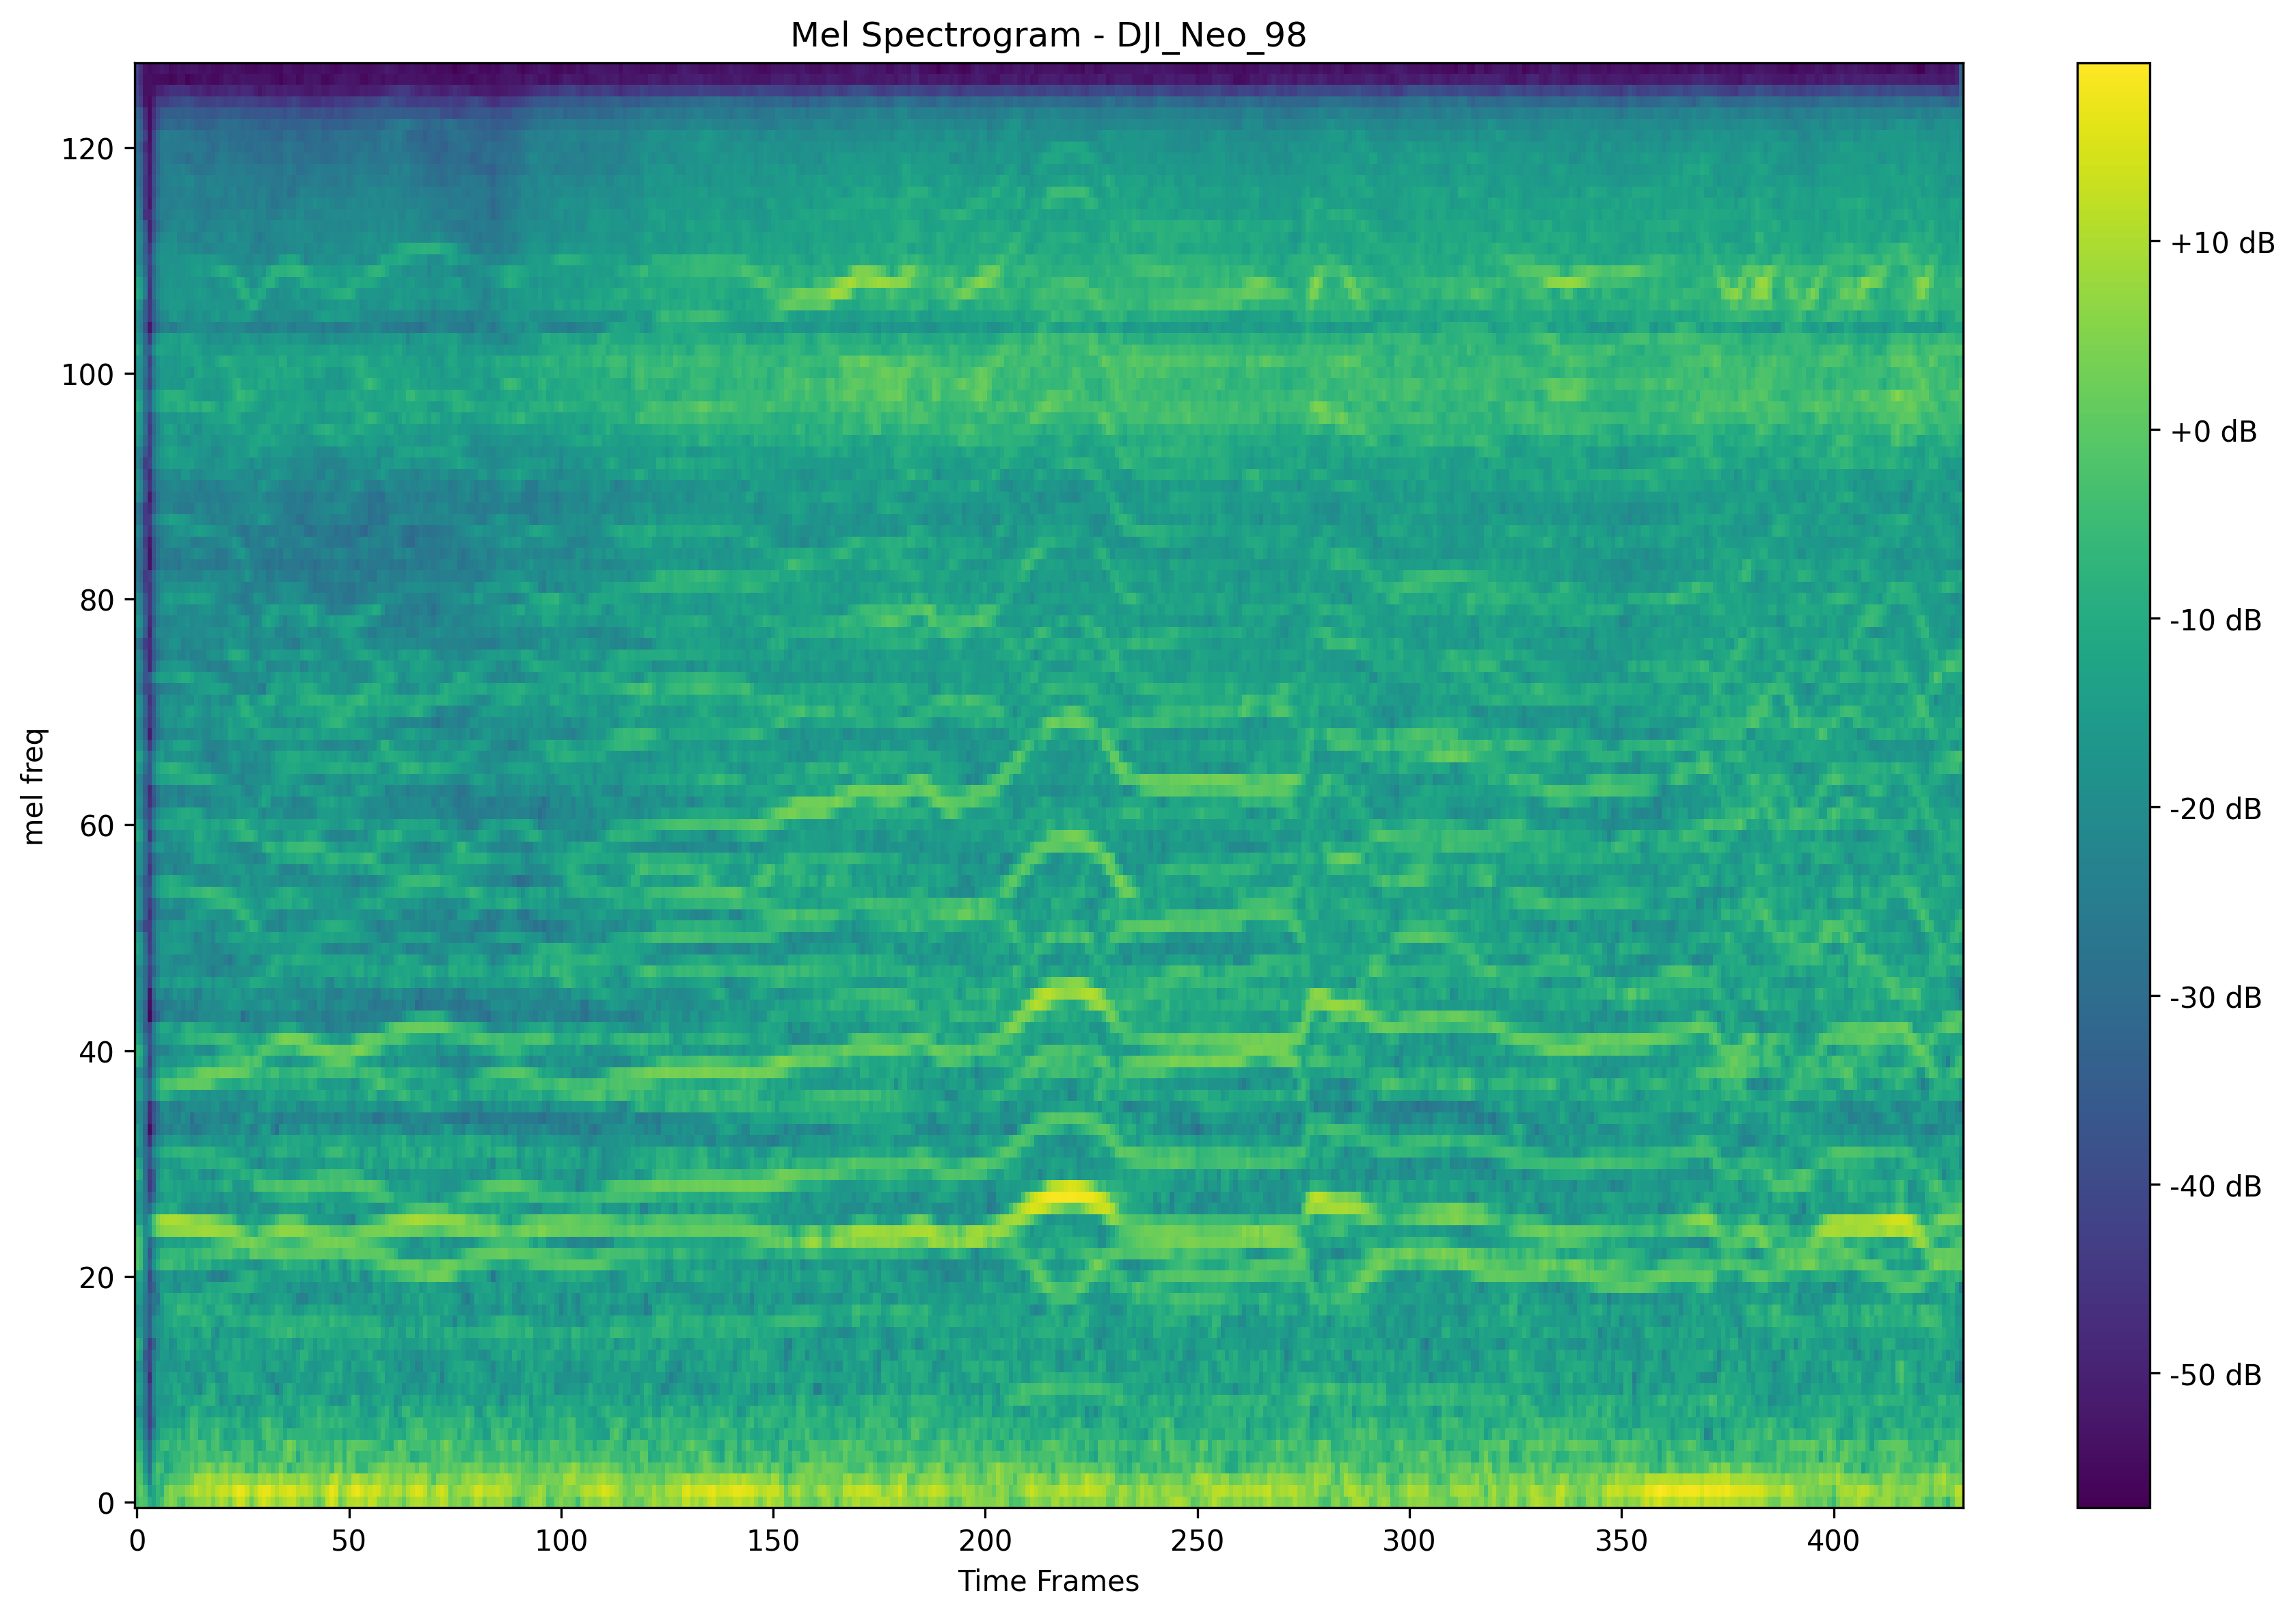 Mel Spectrogram - DJI_Neo_98
120
100
80
60
40
20
0
mel freq
0 50 100 150 200 250 300 350 400
Time Frames
+10 dB
+0 dB
-10 dB
-20 dB
-30 dB
-40 dB
-50 dB